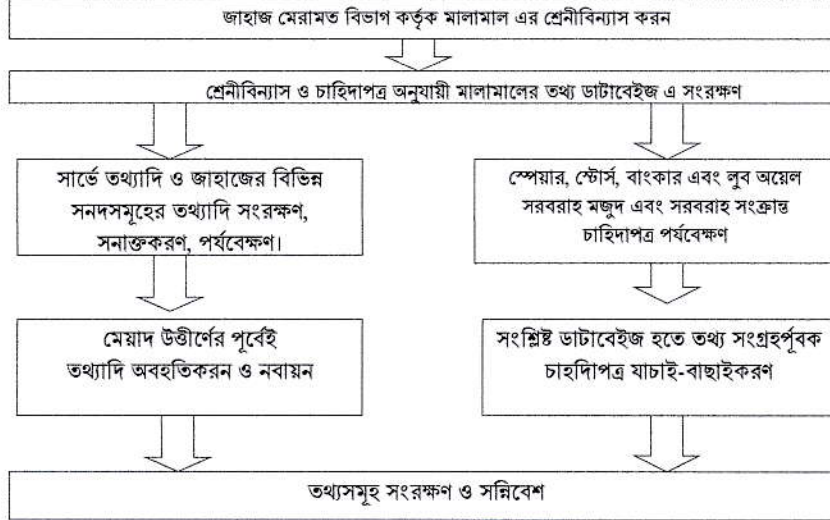 জাহাজ মেরামত বিভাগ কর্তৃক মালামাল এর শ্রেনীবিন্যাস করন
শ্রেনীবিন্যাস ও চাহিদাপত্র অনুযায়ী মালামালের তথ্য ডাটাবেইজ এ সংরক্ষণ
সার্ভে তথ্যাদি ও জাহাজের বিভিন্ন
সনদসমূহের তথ্যাদি সংরক্ষণ,
সনাক্তকরণ, পর্যবেক্ষণ।
স্পেয়ার, স্টোর্স, বাংকার এবং লুব অয়েল
সরবরাহ মজুদ এবং সরবরাহ সংক্রান্ত
চাহিদাপত্র পর্যবেক্ষণ
মেয়াদ উত্তীর্ণের পূর্বেই
তথ্যাদি অবহতিকরন ও নবায়ন
সংশ্লিষ্ট ডাটাবেইজ হতে তথ্য সংগ্রহর্পূবক
চাহদিাপত্র যাচাই-বাছাইকরণ
তথ্যসমূহ সংরক্ষণ ও সন্নিবেশ